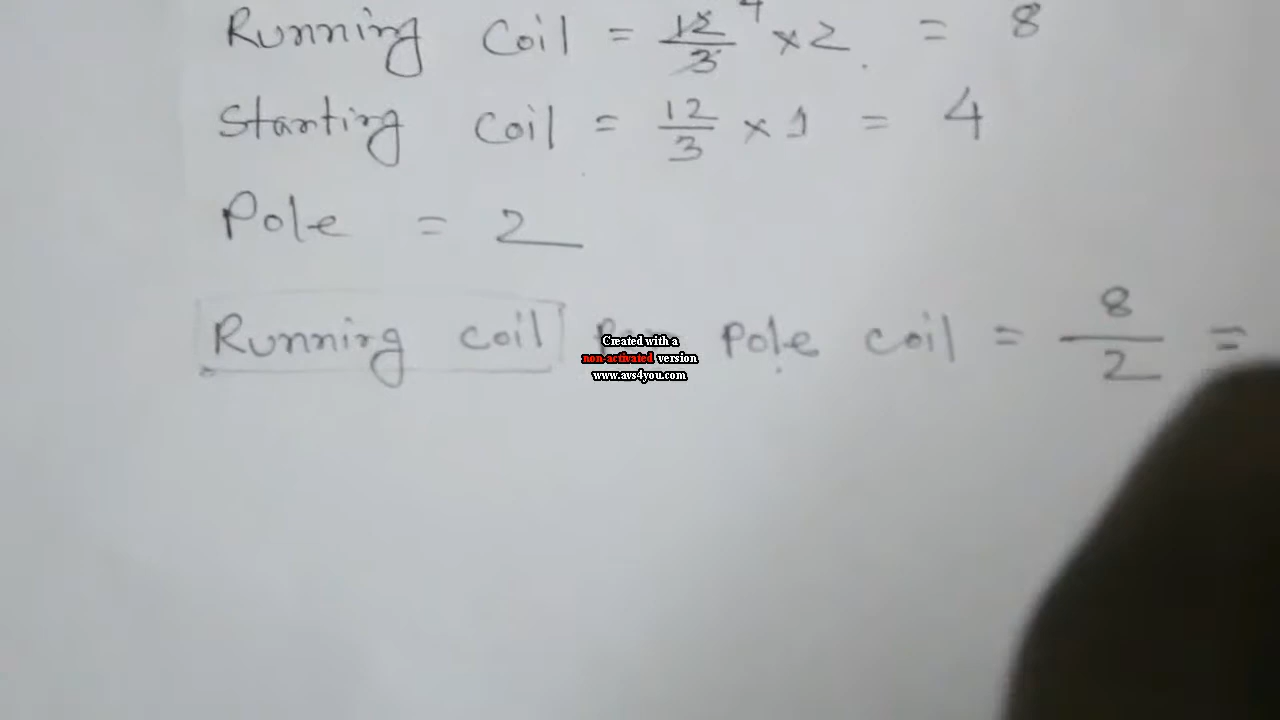 Running Coil = 12/3 4 × 2 = 8
Starting Coil = 12/3 × 1 = 4
Pole = 2
Running coil Pole coil = 8/2 =
Created with a
non-activated version
www.avs4you.com